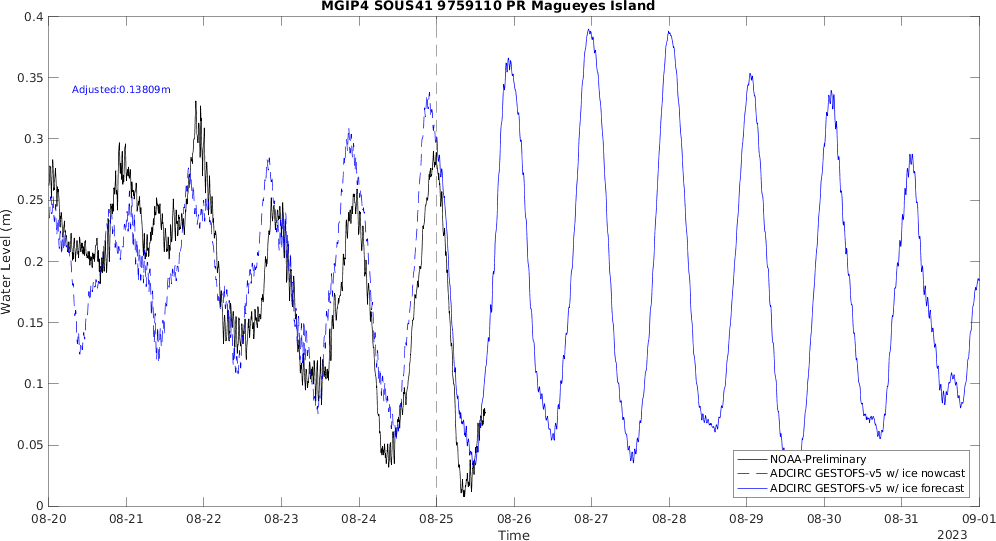 MGIP4 SOUS41 9759110 PR Magueyes Island
Adjusted:0.13809m
Water Level (m)
0.4
0.35
0.3
0.25
0.2
0.15
0.1
0.05
0
08-20 08-21 08-22 08-23 08-24 08-25 08-26 08-27 08-28 08-29 08-30 08-31 09-01
Time
2023
NOAA-Preliminary
ADCIRC GESTOFS-v5 w/ ice nowcast
ADCIRC GESTOFS-v5 w/ ice forecast